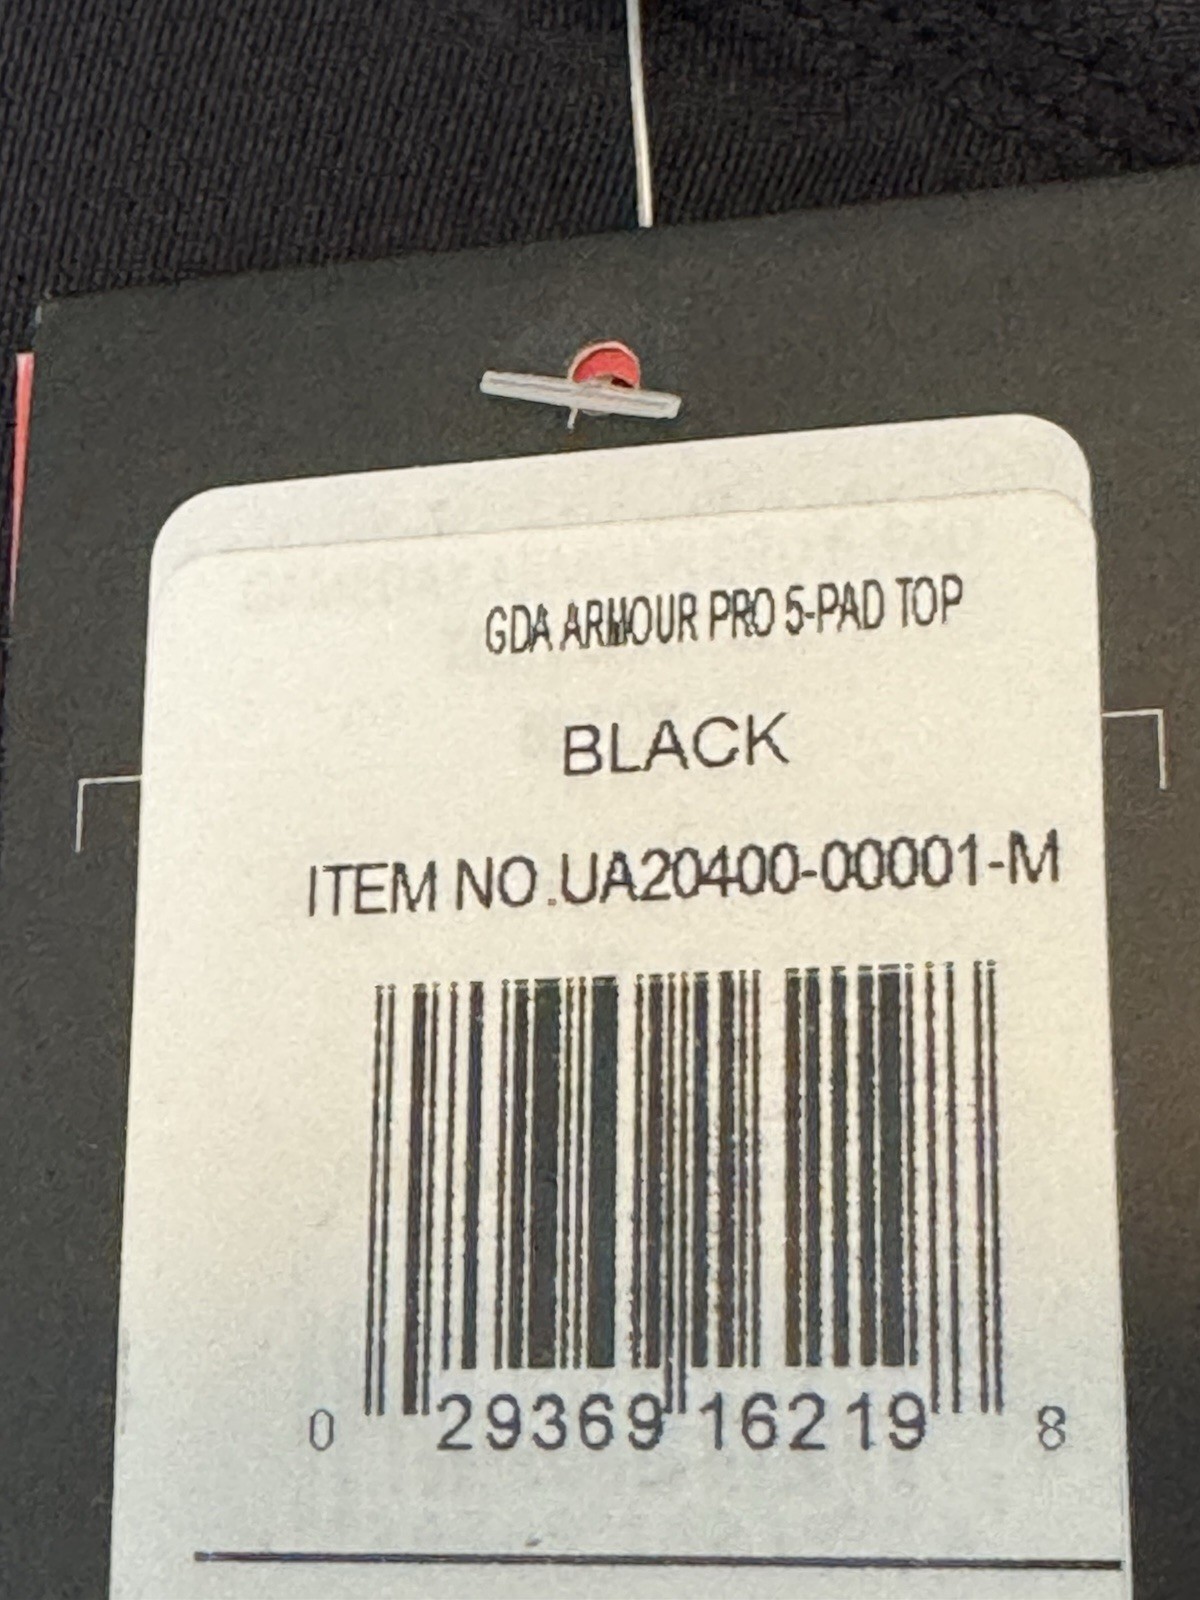 GDA ARMOUR PRO 5-PAD TOP
BLACK
ITEM NO.UA20400-00001-M
0 29369 16219 8